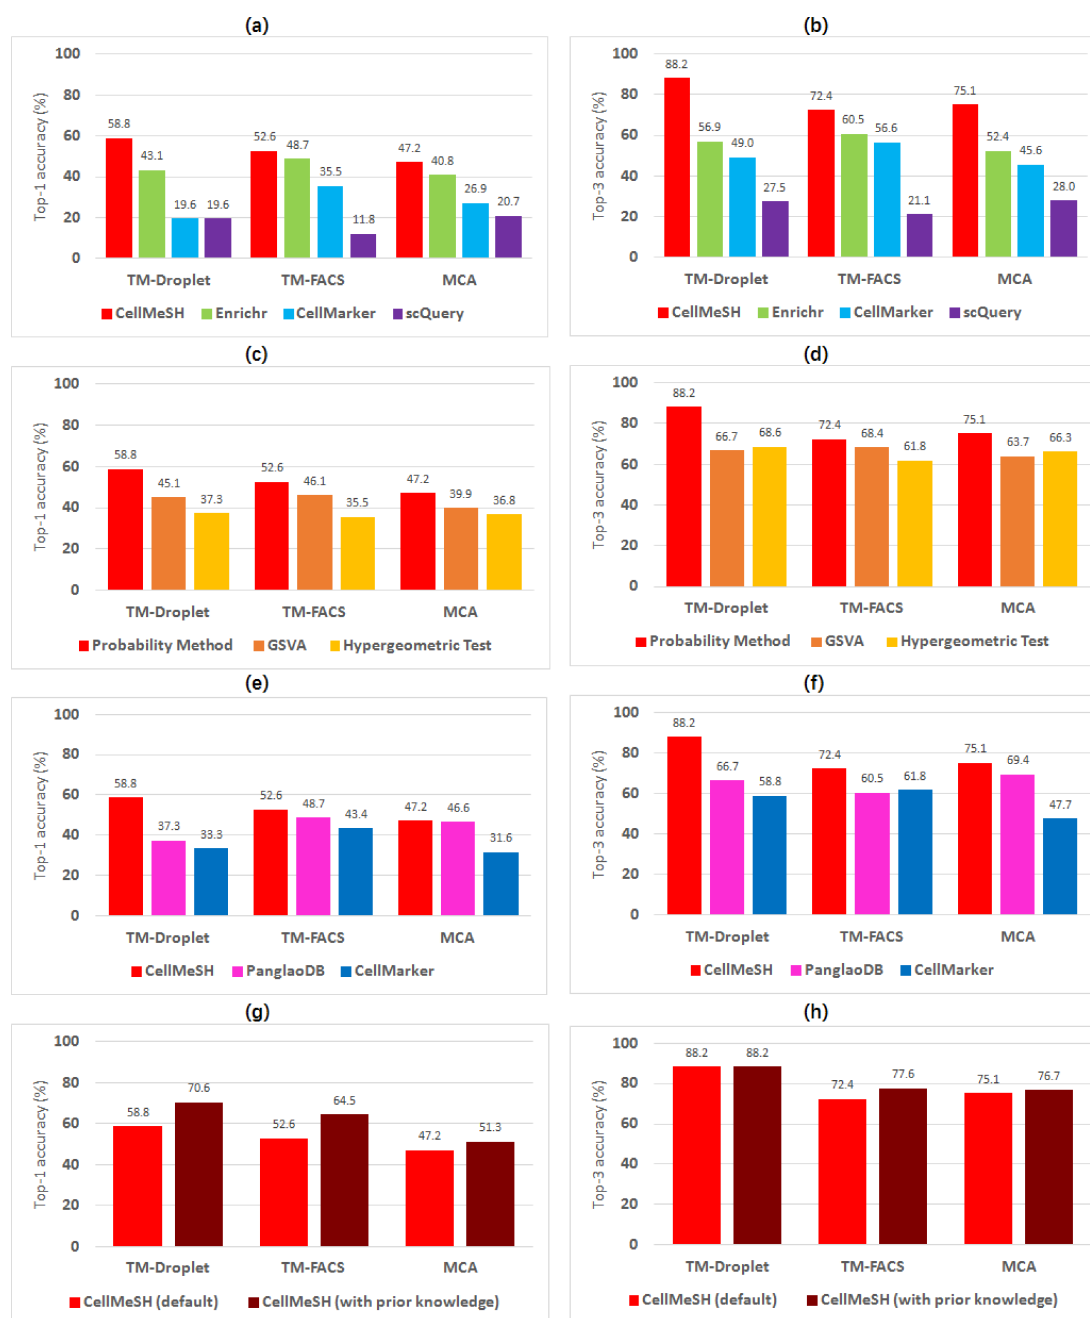 (a)
Top-1 accuracy (%)
100
80
60
40
20
0
58.8 43.1 19.6 19.6
52.6 48.7 35.5 11.8
47.2 40.8 26.9 20.7
TM-Droplet TM-FACS MCA
CellMeSH Enrichr CellMarker scQuery
(b)
Top-3 accuracy (%)
100
80
60
40
20
0
88.2 56.9 49.0 27.5
72.4 60.5 56.6 21.1
75.1 52.4 45.6 28.0
TM-Droplet TM-FACS MCA
CellMeSH Enrichr CellMarker scQuery
(c)
Top-1 accuracy (%)
100
80
60
40
20
0
58.8 45.1 37.3
52.6 46.1 35.5
47.2 39.9 36.8
TM-Droplet TM-FACS MCA
Probability Method GSVA Hypergeometric Test
(d)
Top-3 accuracy (%)
100
80
60
40
20
0
88.2 66.7 68.6
72.4 68.4 61.8
75.1 63.7 66.3
TM-Droplet TM-FACS MCA
Probability Method GSVA Hypergeometric Test
(e)
Top-1 accuracy (%)
100
80
60
40
20
0
58.8 37.3 33.3
52.6 48.7 43.4
47.2 46.6 31.6
TM-Droplet TM-FACS MCA
CellMeSH PanglaoDB CellMarker
(f)
Top-3 accuracy (%)
100
80
60
40
20
0
88.2 66.7 58.8
72.4 60.5 61.8
75.1 69.4 47.7
TM-Droplet TM-FACS MCA
CellMeSH PanglaoDB CellMarker
(g)
Top-1 accuracy (%)
100
80
60
40
20
0
58.8 70.6
52.6 64.5
47.2 51.3
TM-Droplet TM-FACS MCA
CellMeSH (default) CellMeSH (with prior knowledge)
(h)
Top-3 accuracy (%)
100
80
60
40
20
0
88.2 88.2
72.4 77.6
75.1 76.7
TM-Droplet TM-FACS MCA
CellMeSH (default) CellMeSH (with prior knowledge)